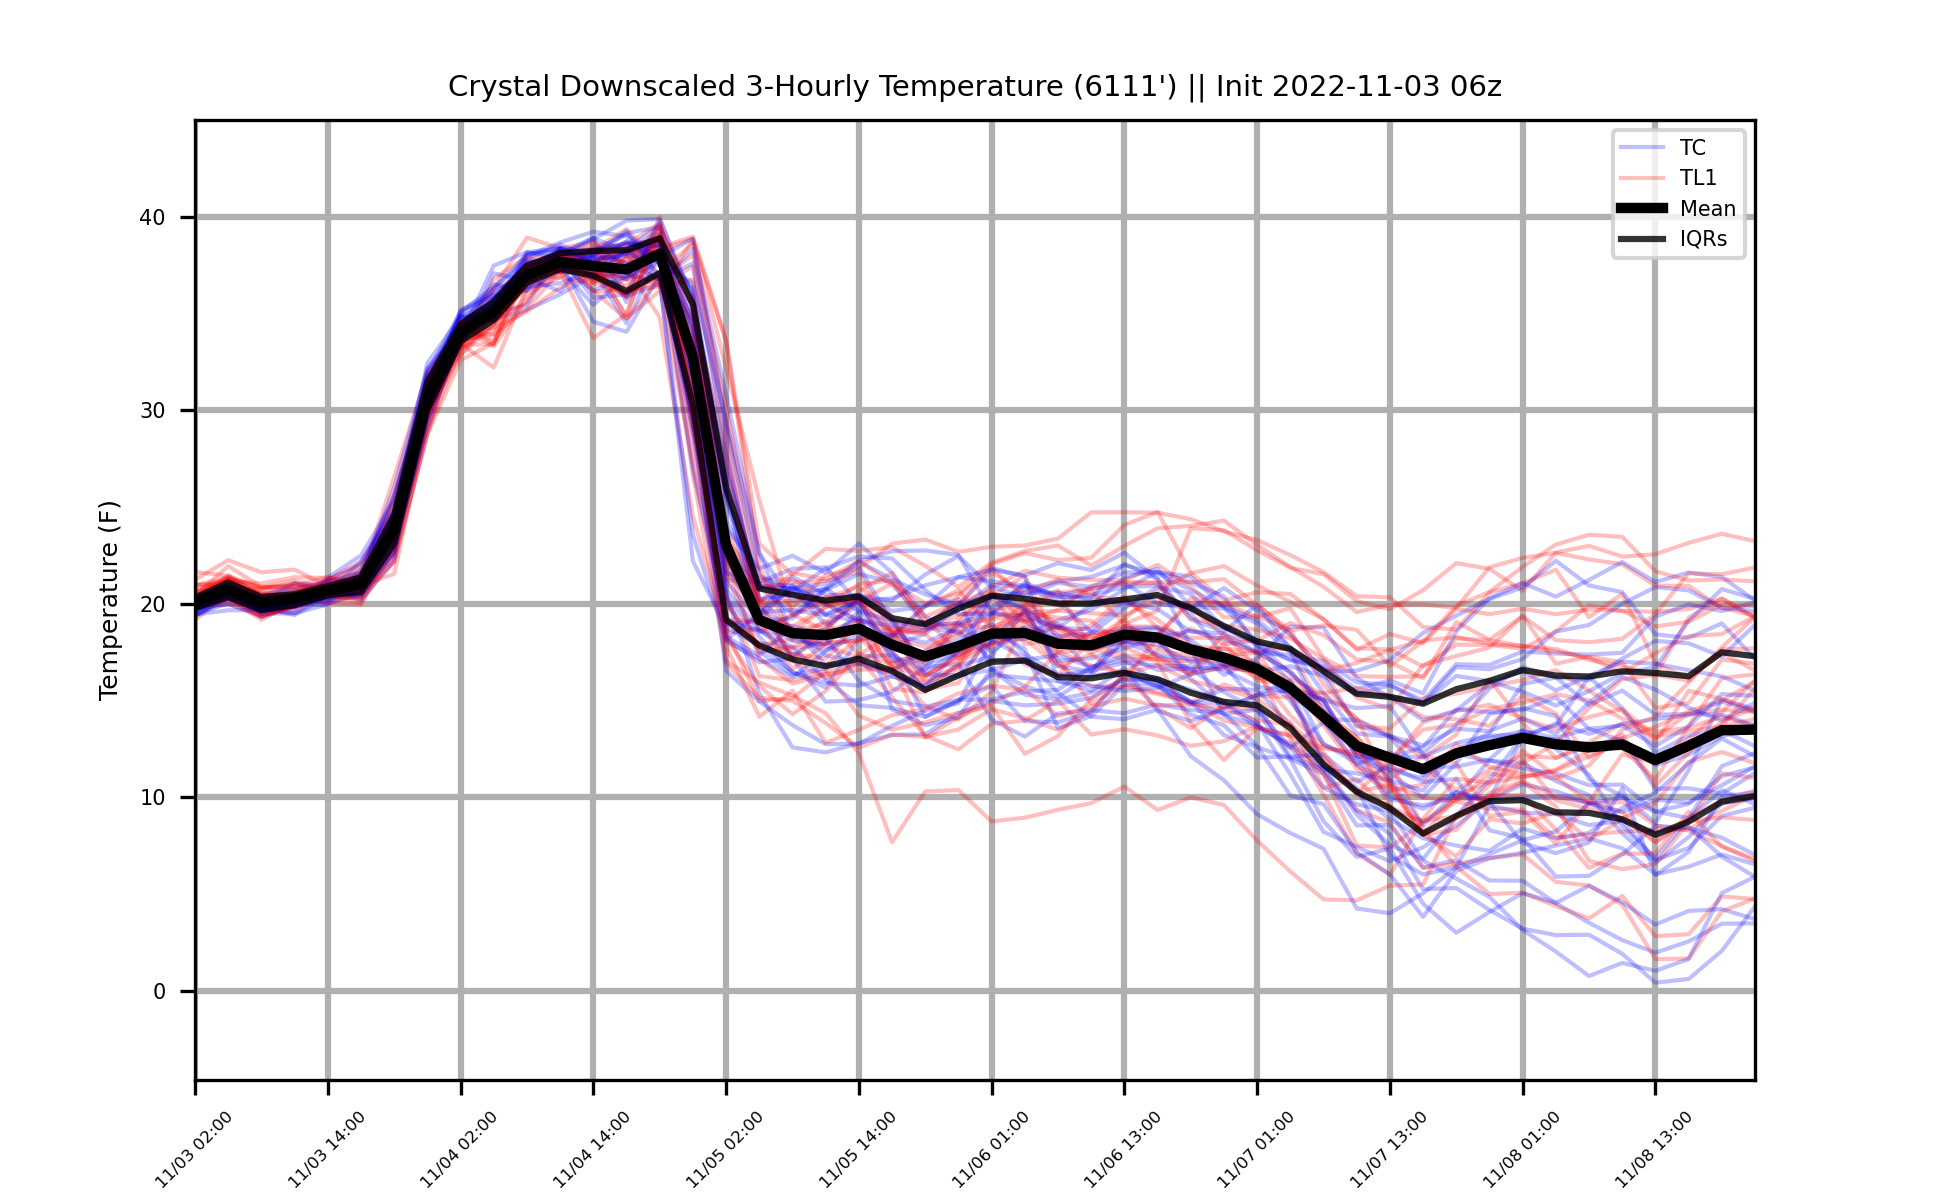 Crystal Downscaled 3-Hourly Temperature (6111') || Init 2022-11-03 06z
TC
TL1
Mean
IQRs
Temperature (F)
40
30
20
10
0
11/03 02:00
11/03 14:00
11/04 02:00
11/04 14:00
11/05 02:00
11/05 14:00
11/06 01:00
11/06 13:00
11/07 01:00
11/07 13:00
11/08 01:00
11/08 13:00